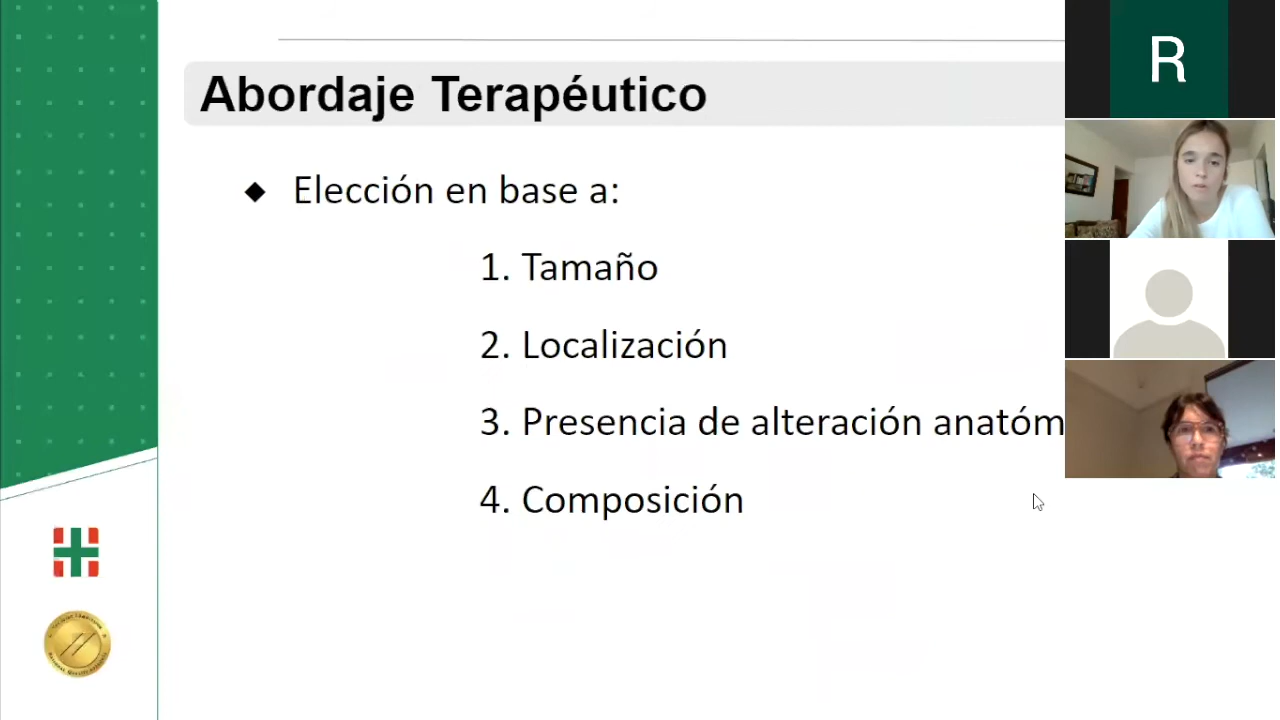 Abordaje Terapéutico
◆ Elección en base a:
1. Tamaño
2. Localización
3. Presencia de alteración anatóm
4. Composición
R